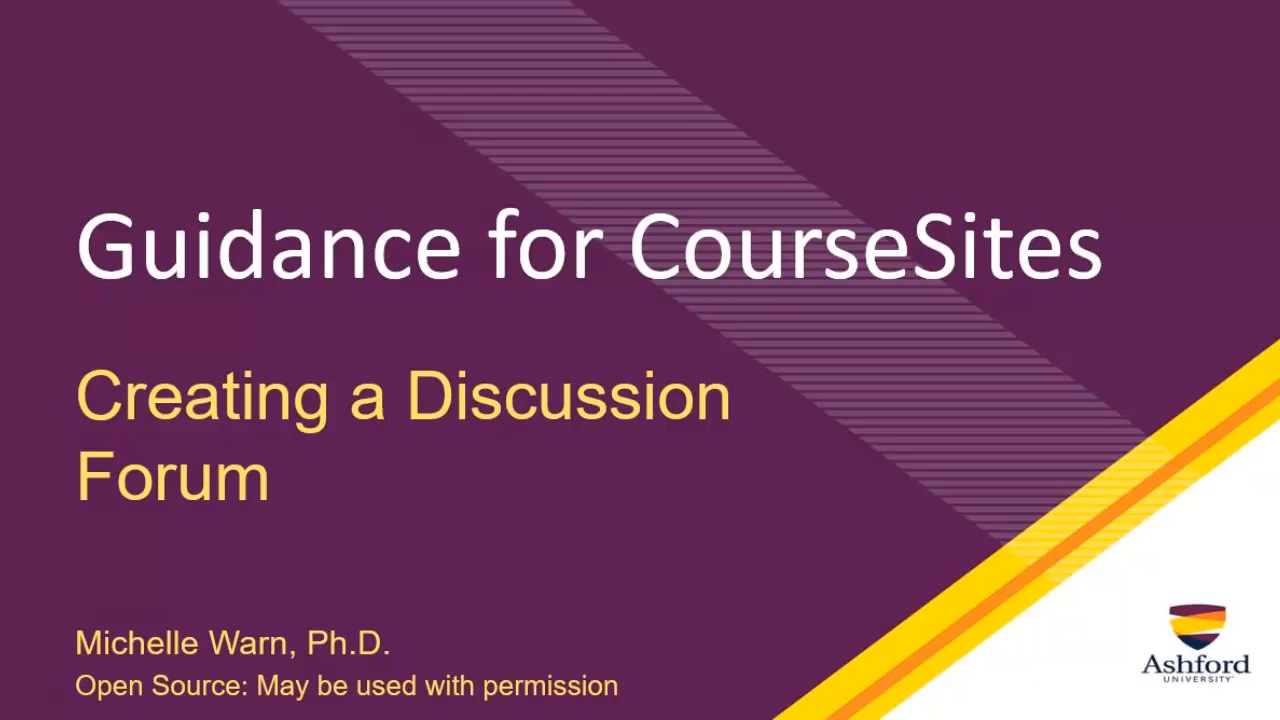 Guidance for CourseSites
Creating a Discussion
Forum
Michelle Warn, Ph.D.
Open Source: May be used with permission
Ashford
UNIVERSITY